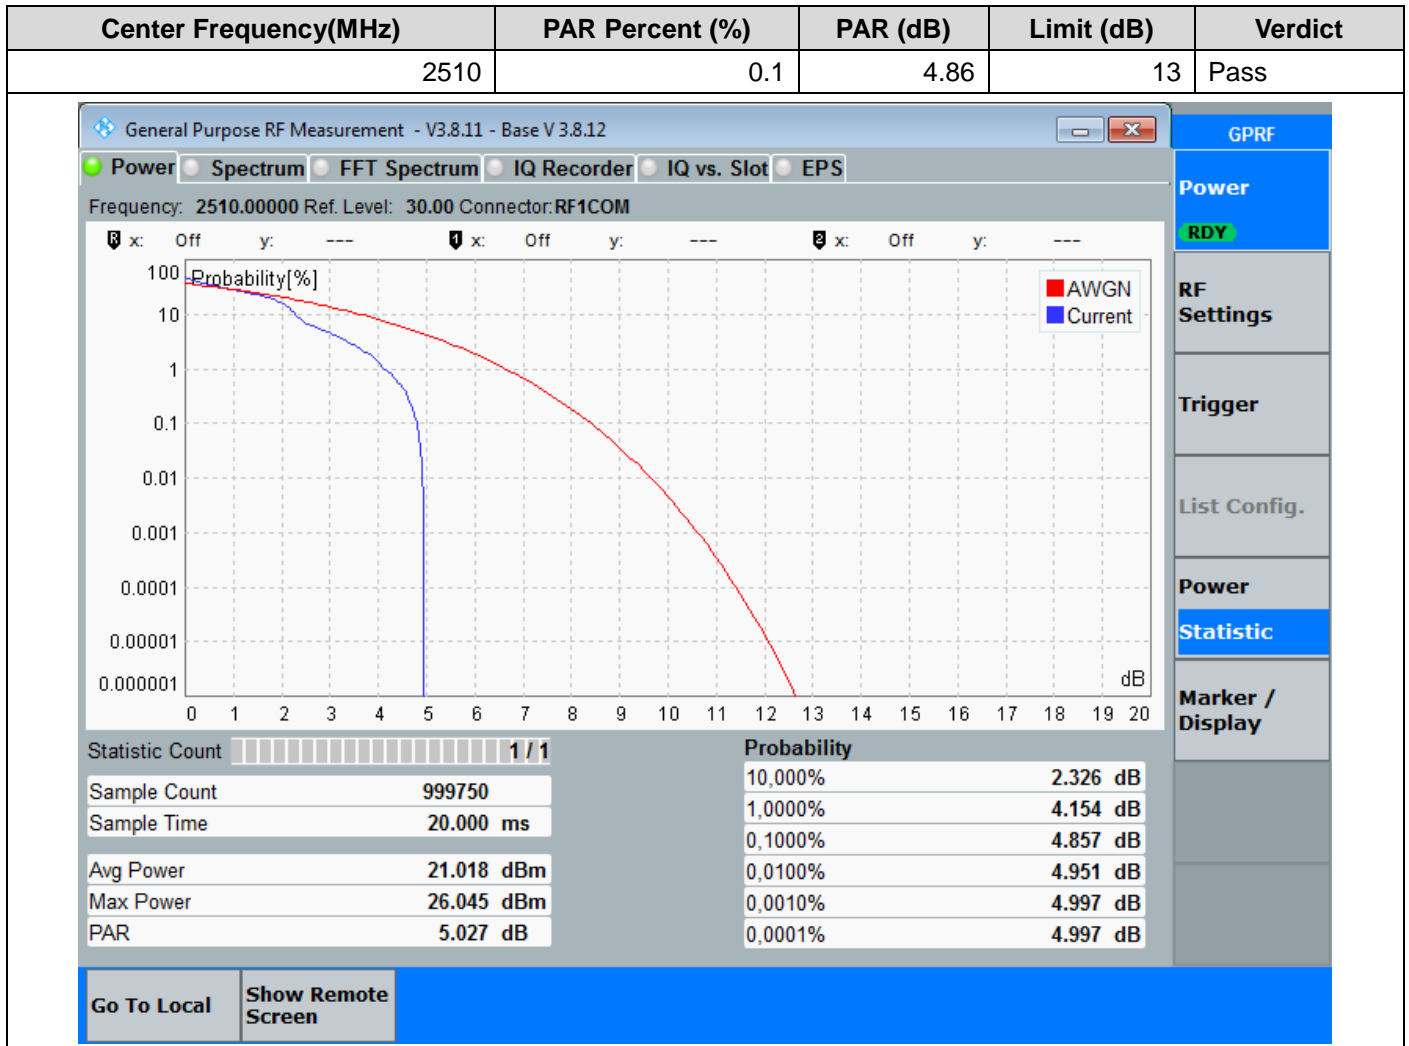 Center Frequency(MHz) PAR Percent (%) PAR (dB) Limit (dB) Verdict
2510 0.1 4.86 13 Pass
General Purpose RF Measurement - V3.8.11 - Base V 3.8.12
GPRF
Power Spectrum FFT Spectrum IQ Recorder IQ vs. Slot EPS
Power
RDY
Frequency: 2510.00000 Ref. Level: 30.00 Connector:RF1COM
R x: Off y: --- 1 x: Off y: --- 2 x: Off y: ---
Probability[%]
AWGN
Current
100
10
1
0.1
0.01
0.001
0.0001
0.00001
0.000001
dB
0 1 2 3 4 5 6 7 8 9 10 11 12 13 14 15 16 17 18 19 20
RF
Settings
Trigger
List Config.
Power
Statistic
Marker /
Display
Statistic Count 1 / 1
Sample Count 999750
Sample Time 20.000 ms
Avg Power 21.018 dBm
Max Power 26.045 dBm
PAR 5.027 dB
Probability
10,000% 2.326 dB
1,0000% 4.154 dB
0,1000% 4.857 dB
0,0100% 4.951 dB
0,0010% 4.997 dB
0,0001% 4.997 dB
Go To Local
Show Remote
Screen